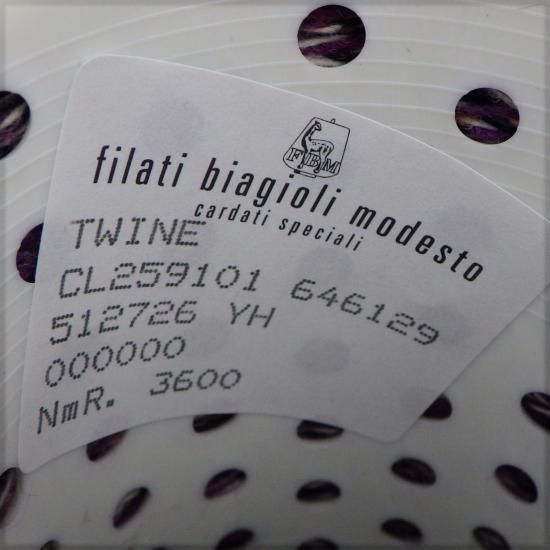 FBM
filati biagioli modesto
cardati speciali
TWINE
CL259101 646129
512726 YH
000000
NmR. 3600